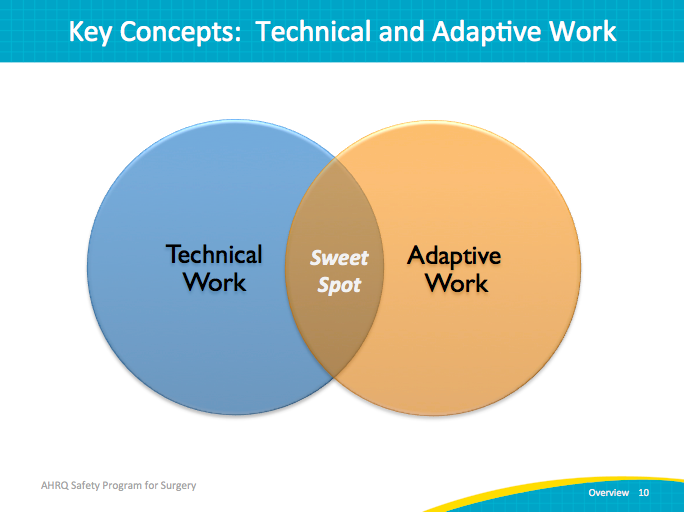 Key Concepts:  Technical and Adaptive Work
Technical
Work
Sweet
Spot
Adaptive
Work
AHRQ Safety Program for Surgery
Overview 10